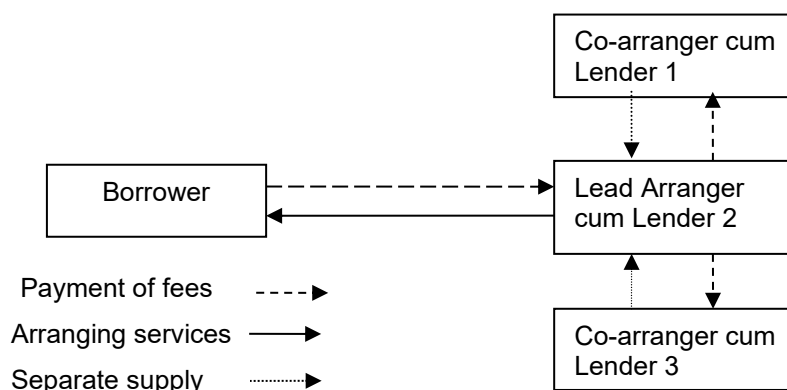 Co-arranger cum
Lender 1
Borrower
Lead Arranger
cum Lender 2
Payment of fees
Arranging services
Co-arranger cum
Lender 3
Separate supply